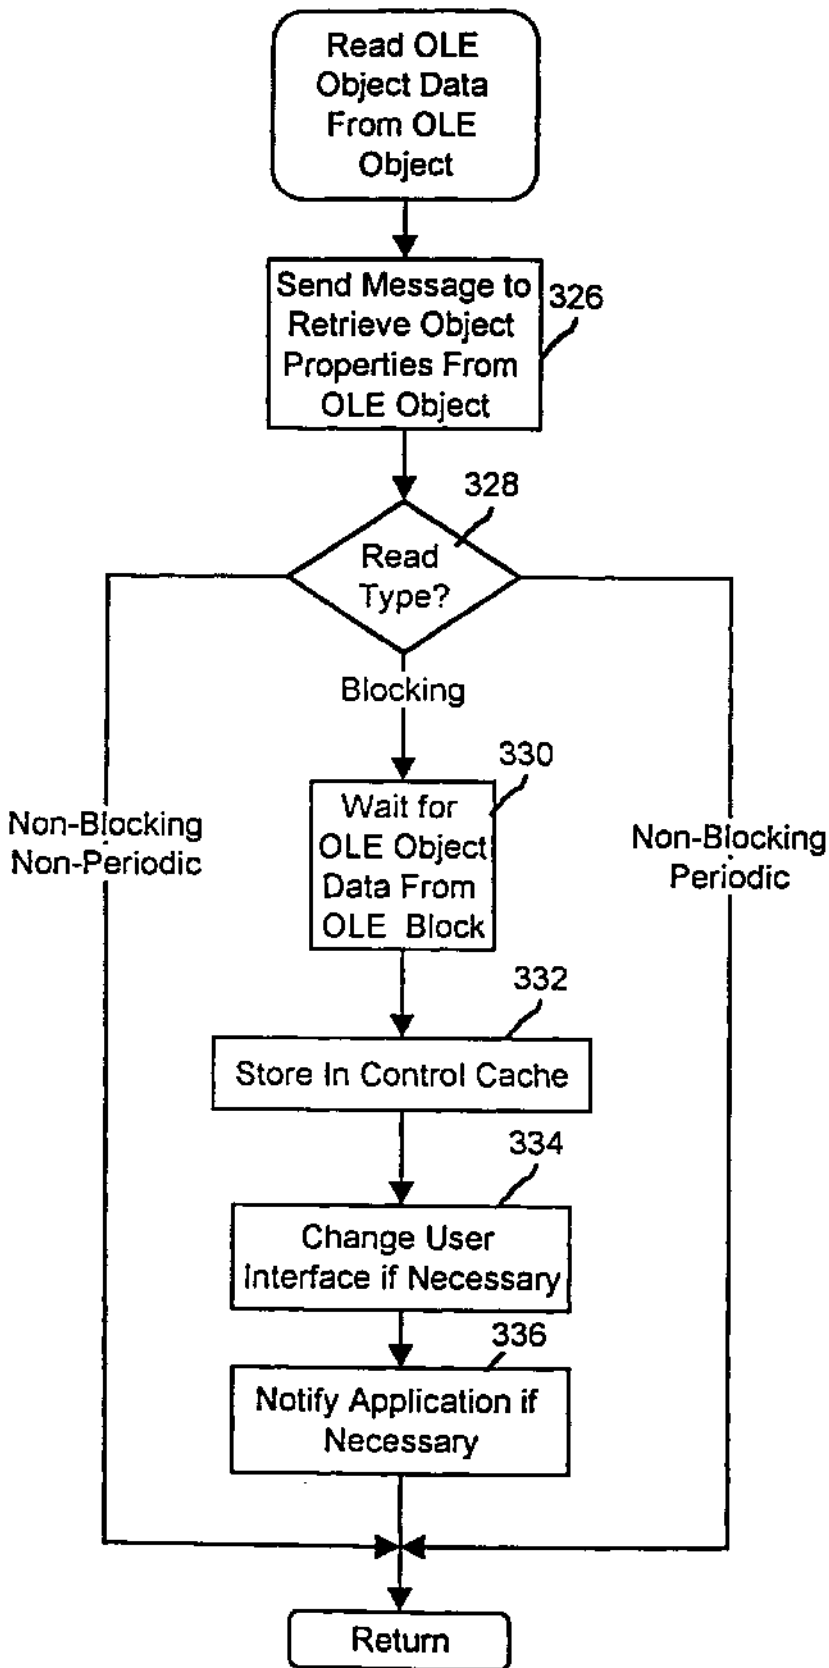 Read OLE
Object Data
From OLE
Object
Send Message to
Retrieve Object
Properties From
OLE Object
326
328
Read
Type?
Blocking
330
Non-Blocking
Non-Periodic
Wait for
OLE Object
Data From
OLE Block
Non-Blocking
Periodic
332
Store In Control Cache
334
Change User
Interface if Necessary
336
Notify Application if
Necessary
Return